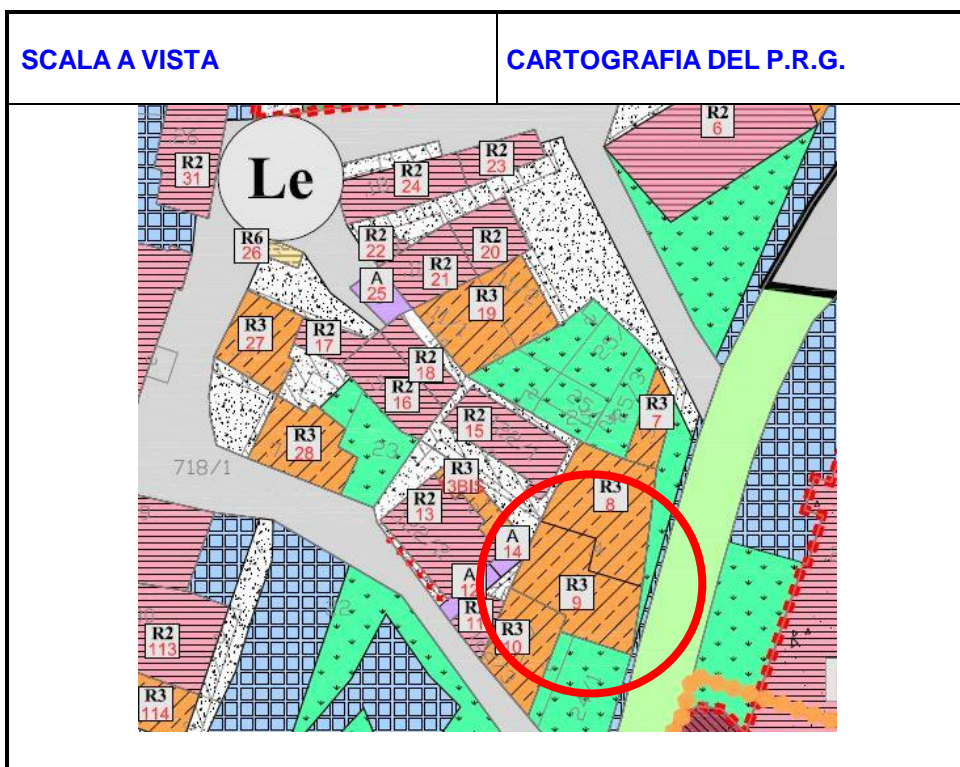 SCALA A VISTA
CARTOGRAFIA DEL P.R.G.
R2
6
R2
23
R2
31
Le
R2
24
R6
26
R2
22
R2
20
R2
21
A
25
R3
19
R3
27
R2
17
R2
18
R2
16
R3
7
R2
15
R3
28
23
718/1
R3
3BIS
R2
13
R3
8
A
14
A
12
R3
9
R
11
R3
10
R2
113
R3
114